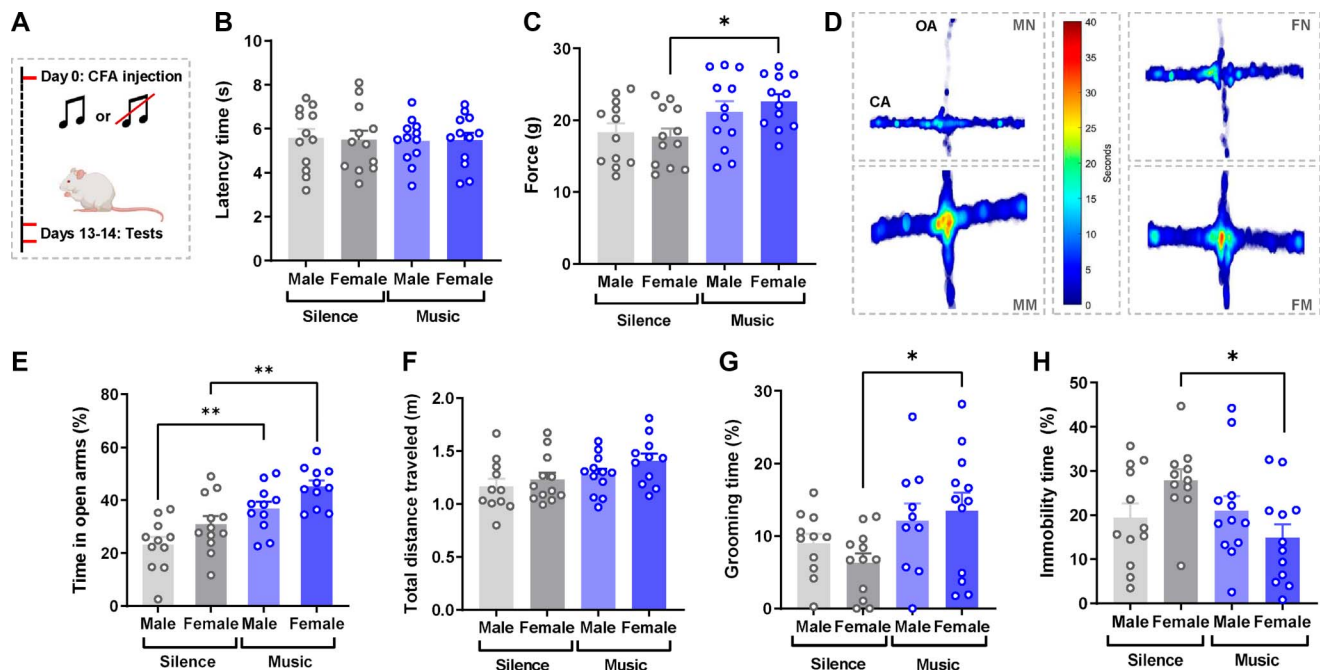 A
Day 0: CFA injection
or
Days 13-14: Tests
B
Latency time (s)
10
8
6
4
2
0
Male Female Male Female
Silence Music
C
*
Force (g)
30
20
10
0
Male Female Male Female
Silence Music
D
OA
MN
CA
MM
40
35
30
25
20
15
10
5
0
Seconds
FN
FM
E
**
**
Time in open arms (%)
80
60
40
20
0
Male Female Male Female
Silence Music
F
Total distance traveled (m)
2.0
1.5
1.0
0.5
0.0
Male Female Male Female
Silence Music
G
*
Grooming time (%)
30
20
10
0
Male Female Male Female
Silence Music
H
*
Immobility time (%)
50
40
30
20
10
0
Male Female Male Female
Silence Music